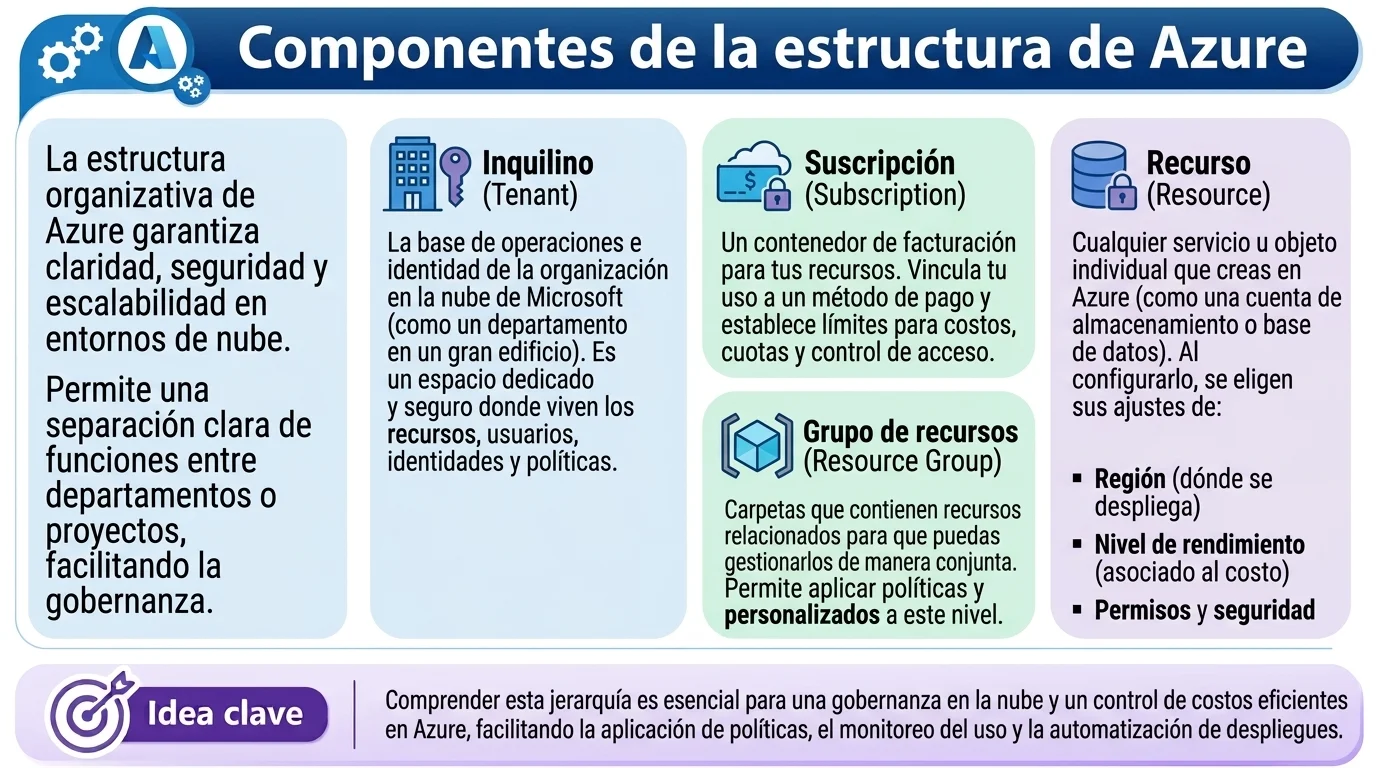 Componentes de la estructura de Azure
La estructura
organizativa de
Azure garantiza
claridad, seguridad y
escalabilidad en
entornos de nube.
Permite una
separación clara de
funciones entre
departamentos o
proyectos,
facilitando la
gobernanza.
Inquilino
(Tenant)
La base de operaciones e
identidad de la organización
en la nube de Microsoft
(como un departamento
en un gran edificio). Es
un espacio dedicado
y seguro donde viven los
recursos, usuarios,
identidades y políticas.
Suscripción
(Subscription)
Un contenedor de facturación
para tus recursos. Vincula tu
uso a un método de pago y
establece límites para costos,
cuotas y control de acceso.
Grupo de recursos
(Resource Group)
Carpetas que contienen recursos
relacionados para que puedas
gestionarlos de manera conjunta.
Permite aplicar políticas y
personalizados a este nivel.
Recurso
(Resource)
Cualquier servicio u objeto
individual que creas en
Azure (como una cuenta de
almacenamiento o base
de datos). Al
configurarlo, se eligen
sus ajustes de:
▪ Región (dónde se
despliega)
▪ Nivel de rendimiento
(asociado al costo)
▪ Permisos y seguridad
Idea clave
Comprender esta jerarquía es esencial para una gobernanza en la nube y un control de costos eficientes
en Azure, facilitando la aplicación de políticas, el monitoreo del uso y la automatización de despliegues.